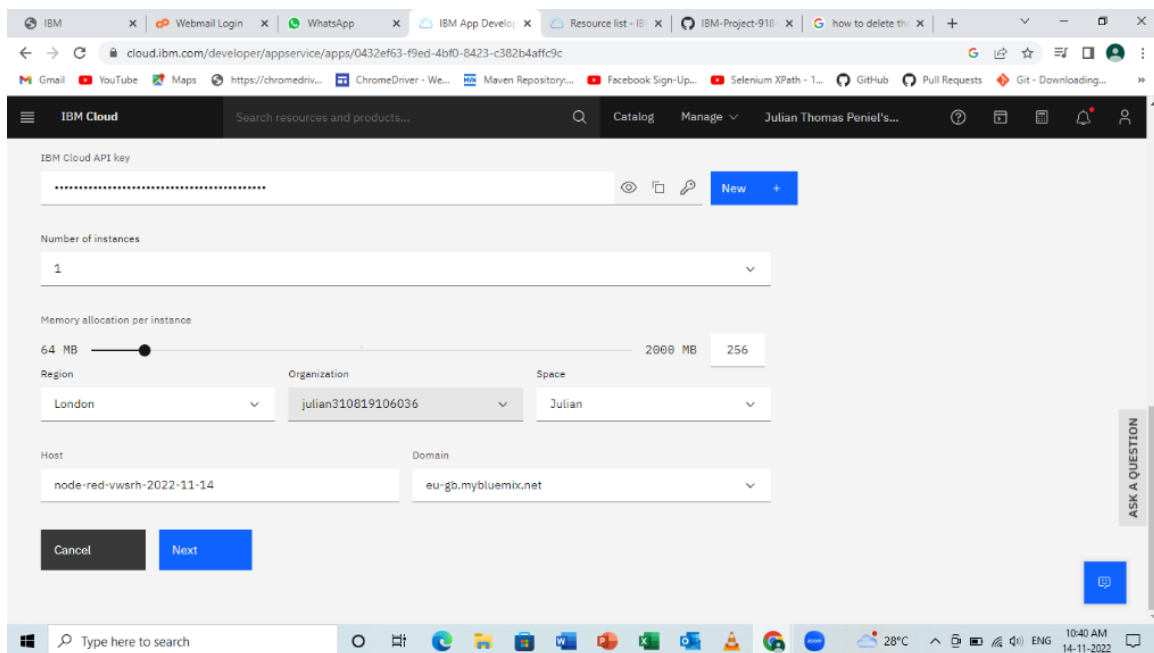 IBM
cP Webmail Login
WhatsApp
IBM App Develop
Resource list - IB
IBM-Project-918-
G how to delete the
cloud.ibm.com/developer/appservice/apps/0432ef63-f9ed-4bf0-8423-c382b4affc9c
Gmail YouTube Maps https://chromedriv... ChromeDriver - We... Maven Repository:... Facebook Sign-Up... Selenium XPath - 1... GitHub Pull Requests Git - Downloading... »
IBM Cloud Search resources and products... Catalog Manage Julian Thomas Peniel's...
IBM Cloud API key
•••••••••••••••••••••••••••••••••••••••••••• New +
Number of instances
1
Memory allocation per instance
64 MB 2000 MB 256
Region Organization Space
London julian310819106036 Julian
Host Domain
node-red-vwsrh-2022-11-14 eu-gb.mybluemix.net
Cancel Next
ASK A QUESTION
Type here to search 28°C ENG 10:40 AM
14-11-2022